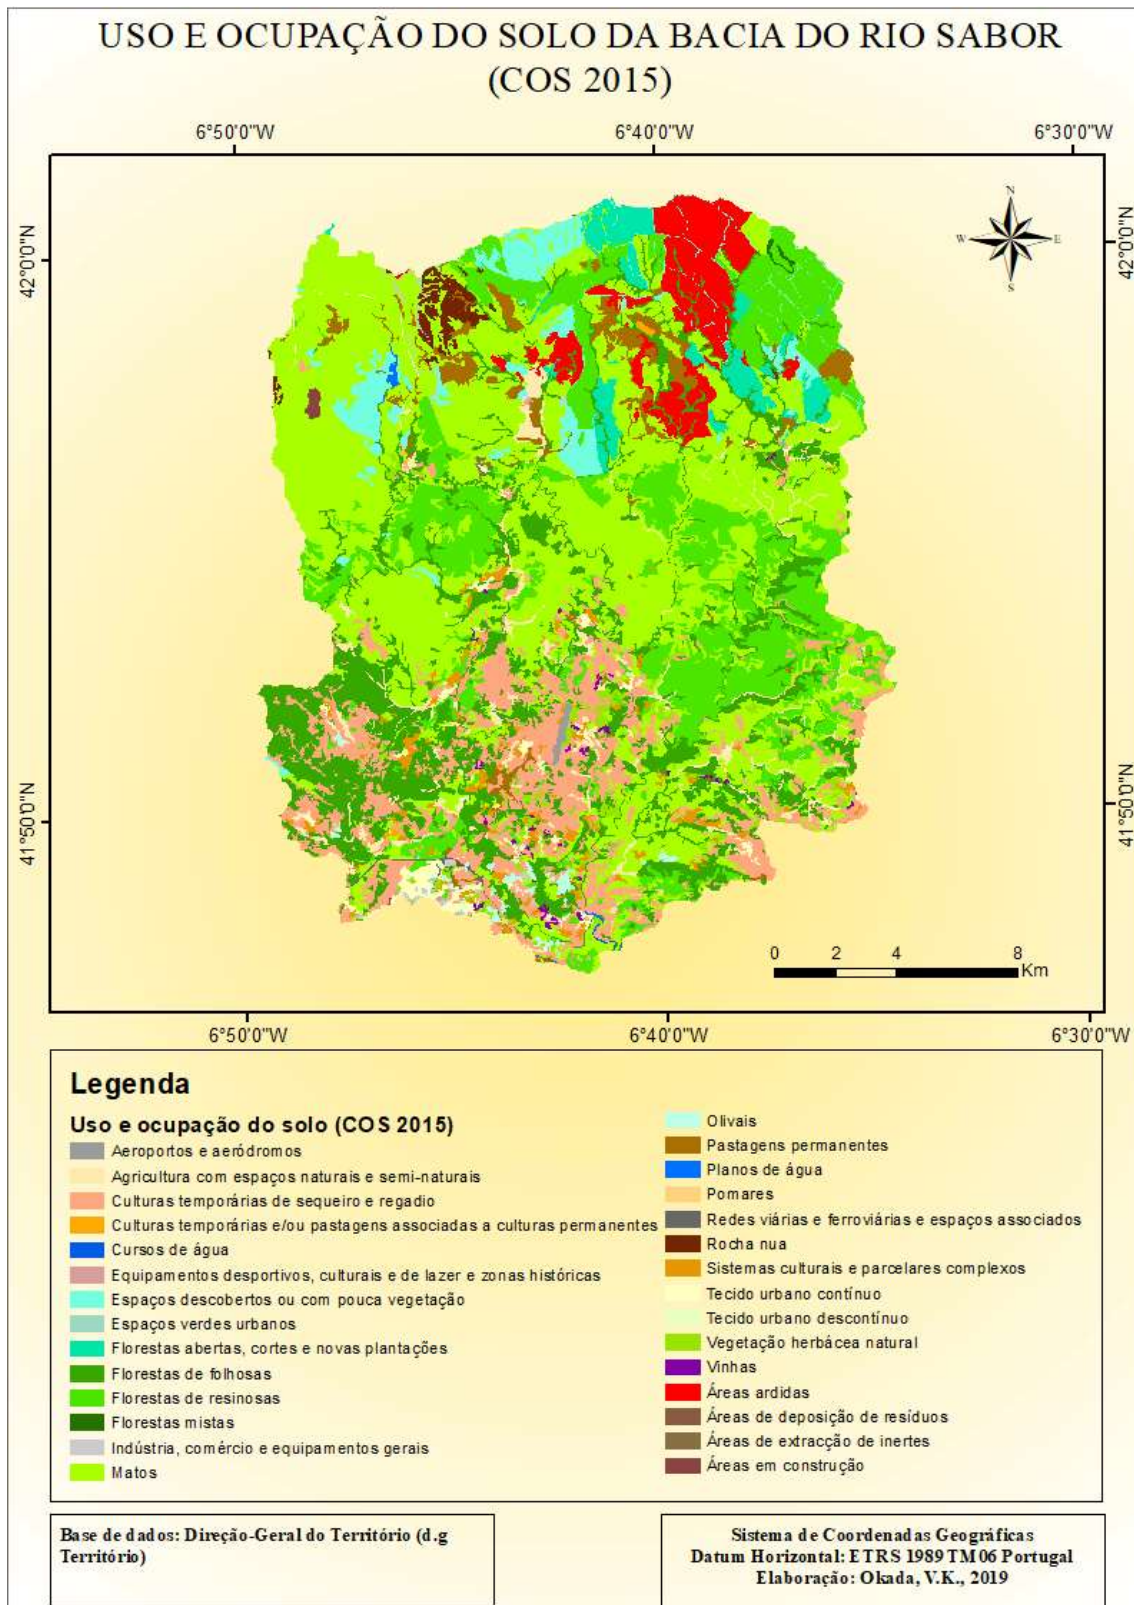 USO E OCUPAÇÃO DO SOLO DA BACIA DO RIO SABOR
(COS 2015)
6°50'0"W
6°40'0"W
6°30'0"W
N
W
E
S
42°0'0"N
42°0'0"N
41°50'0"N
41°50'0"N
0 2 4 8
Km
6°50'0"W
6°40'0"W
6°30'0"W
Legenda
Uso e ocupação do solo (COS 2015)
Aeroportos e aeródromos
Agricultura com espaços naturais e semi-naturais
Culturas temporárias de sequeiro e regadio
Culturas temporárias e/ou pastagens associadas a culturas permanentes
Cursos de água
Equipamentos desportivos, culturais e de lazer e zonas históricas
Espaços descobertos ou com pouca vegetação
Espaços verdes urbanos
Florestas abertas, cortes e novas plantações
Florestas de folhosas
Florestas de resinosas
Florestas mistas
Indústria, comércio e equipamentos gerais
Matos
Olivais
Pastagens permanentes
Planos de água
Pomares
Redes viárias e ferroviárias e espaços associados
Rocha nua
Sistemas culturais e parcelares complexos
Tecido urbano contínuo
Tecido urbano descontínuo
Vegetação herbácea natural
Vinhas
Áreas ardidas
Áreas de deposição de resíduos
Áreas de extracção de inertes
Áreas em construção
Base de dados: Direção-Geral do Território (d.g
Território)
Sistema de Coordenadas Geográficas
Datum Horizontal: ETRS 1989 TM06 Portugal
Elaboração: Okada, V.K., 2019